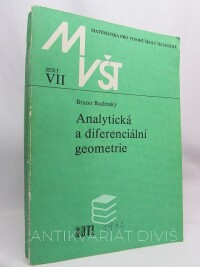 MATEMATIKA PRO VYSOKÉ ŠKOLY TECHNICKÉ
MVŠT
SEŠIT
VII
Bruno Budinský
Analytická
a diferenciální
geometrie
SNTL
ANTIKVARIÁT DIVIŠ